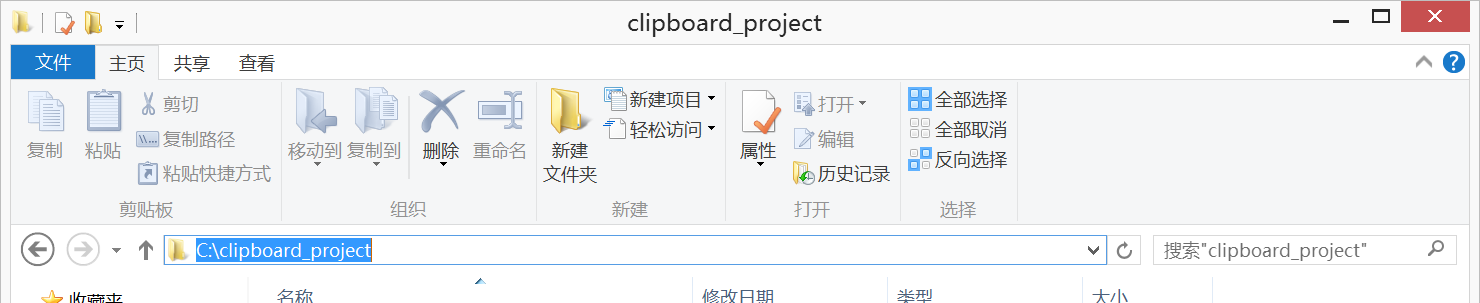 clipboard_project
文件 主页 共享 查看
复制 粘贴 剪切
复制路径
粘贴快捷方式
剪贴板
移动到 复制到 删除 重命名
组织
新建
文件夹
新建项目
轻松访问
新建
属性 打开
编辑
历史记录
打开
全部选择
全部取消
反向选择
选择
C:\clipboard_project 搜索"clipboard_project"
收藏夹 名称 修改日期 类型 大小